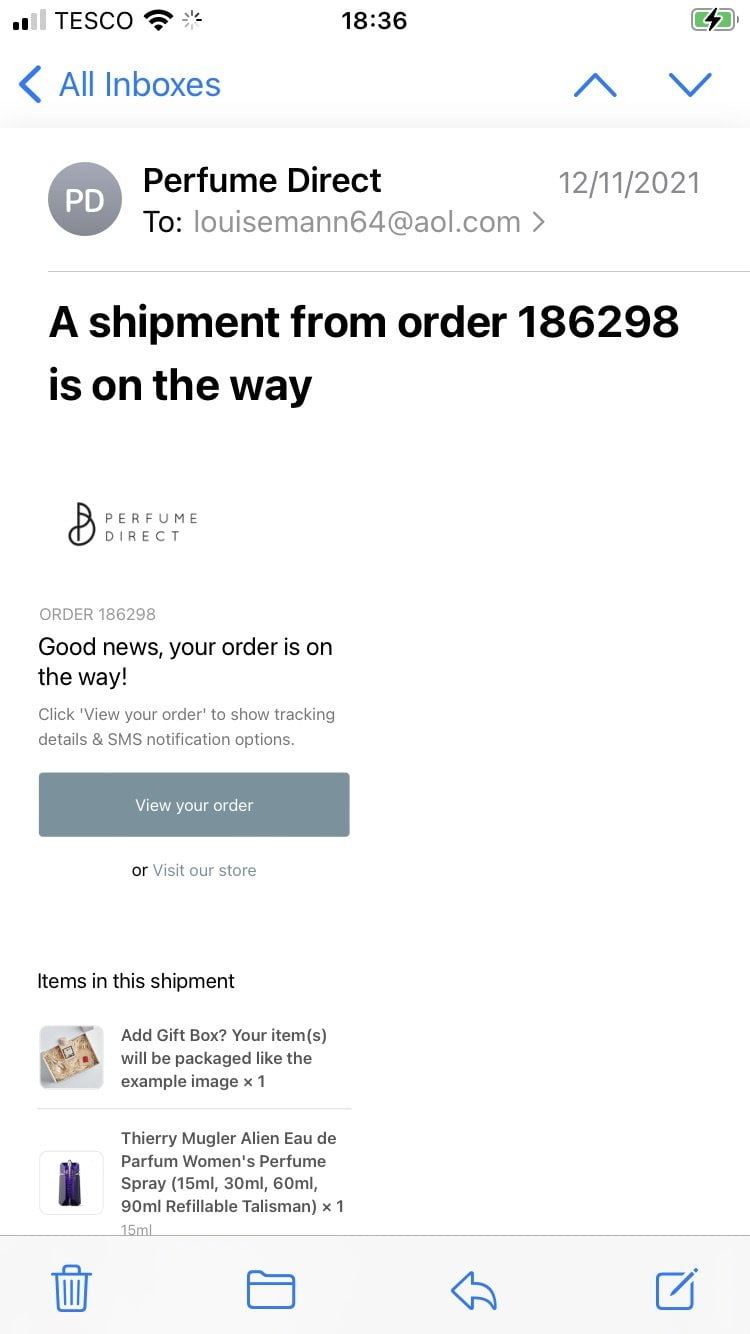 TESCO 18:36
All Inboxes
PD
Perfume Direct 12/11/2021
To: louisemann64@aol.com
A shipment from order 186298
is on the way
PERFUME
DIRECT
ORDER 186298
Good news, your order is on
the way!
Click 'View your order' to show tracking
details & SMS notification options.
View your order
or Visit our store
Items in this shipment
Add Gift Box? Your item(s)
will be packaged like the
example image × 1
Thierry Mugler Alien Eau de
Parfum Women's Perfume
Spray (15ml, 30ml, 60ml,
90ml Refillable Talisman) × 1
15ml